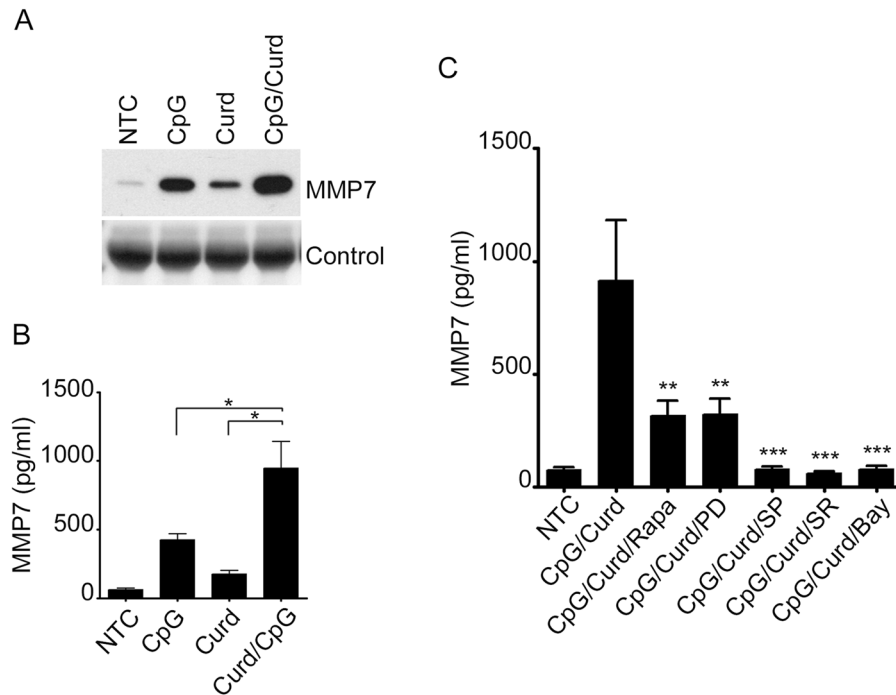 A
NTC
CpG
Curd
CpG/Curd
MMP7
Control
B
MMP7 (pg/ml)
1500
1000
500
0
*
*
NTC
CpG
Curd
Curd/CpG
C
MMP7 (pg/ml)
1500
1000
500
0
**
**
***
***
***
NTC
CpG/Curd
CpG/Curd/Rapa
CpG/Curd/PD
CpG/Curd/SP
CpG/Curd/SR
CpG/Curd/Bay